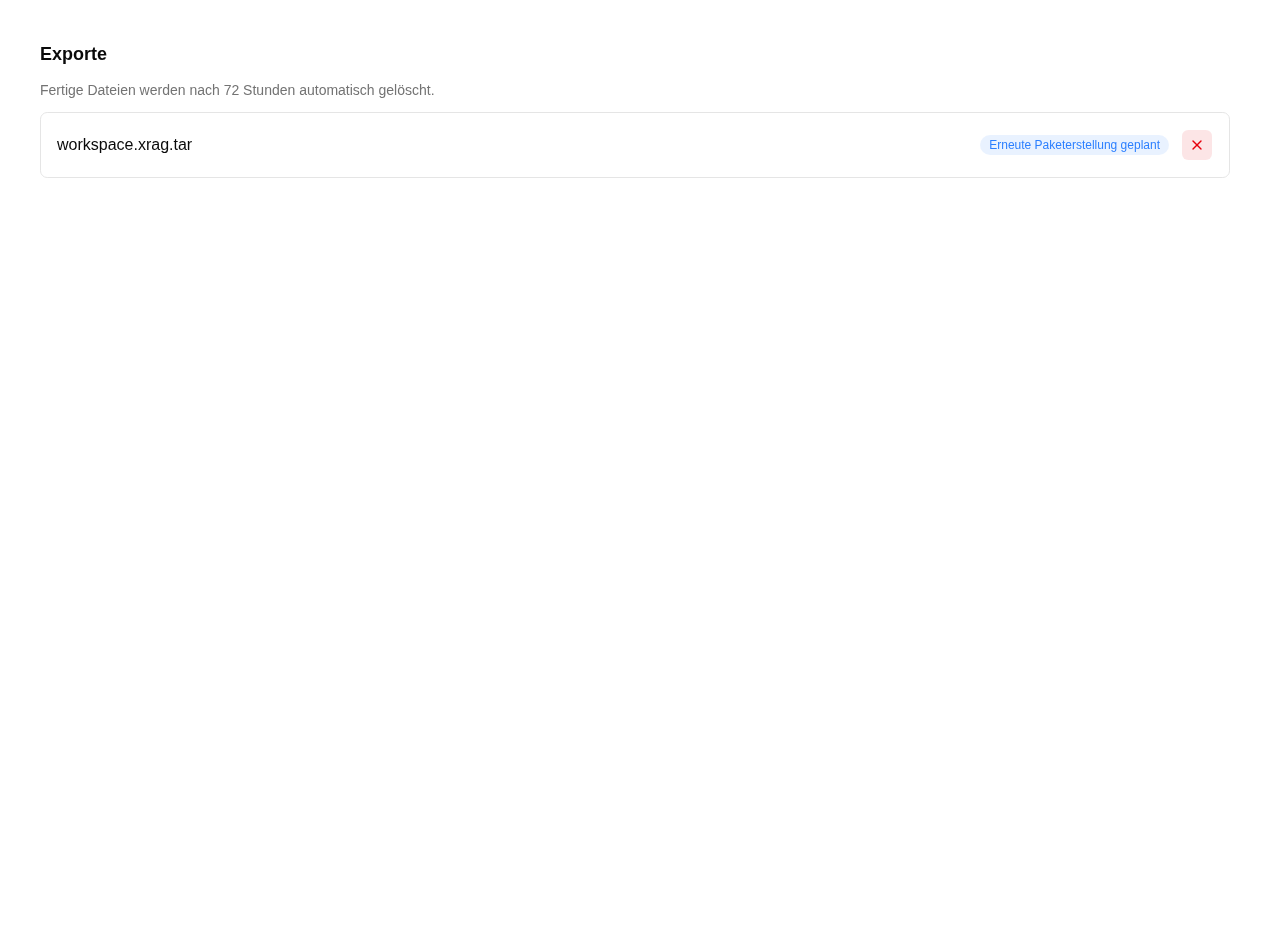 Exporte
Fertige Dateien werden nach 72 Stunden automatisch gelöscht.
workspace.xrag.tar
Erneute Paketerstellung geplant